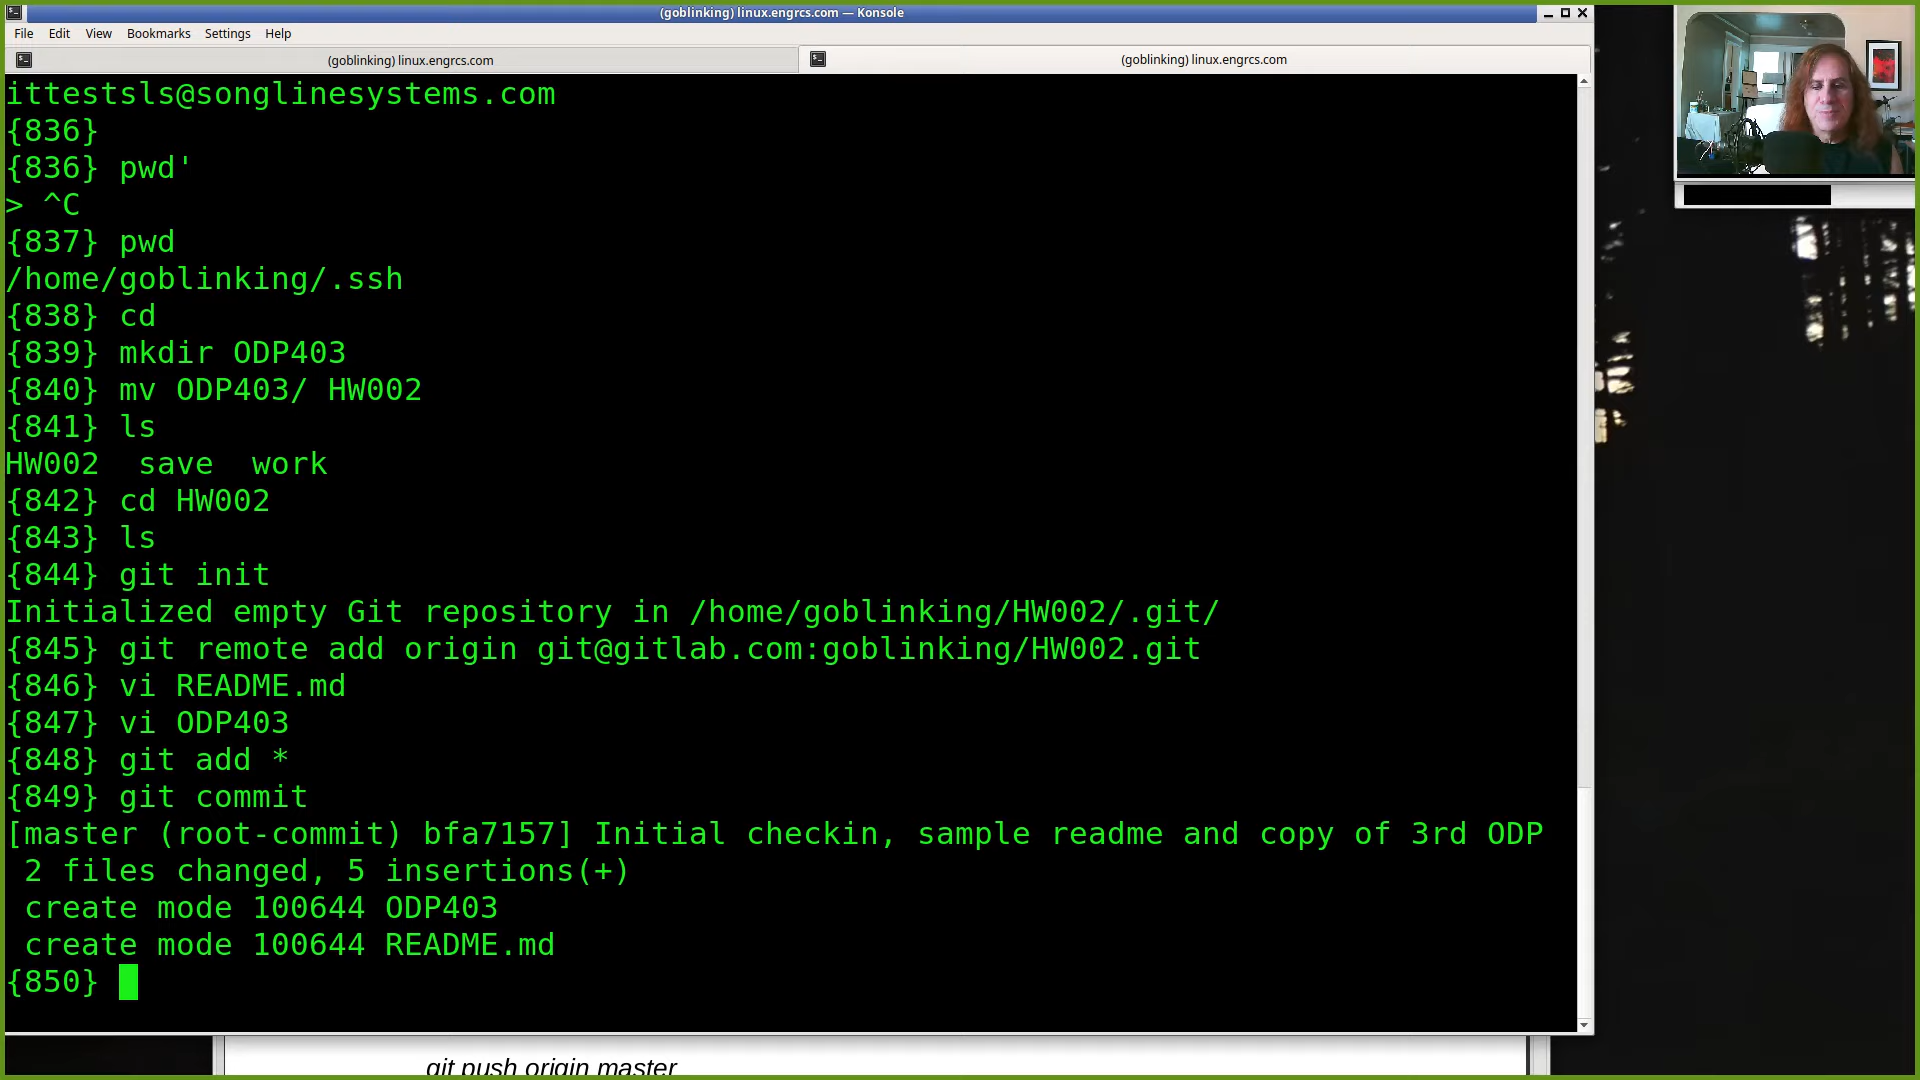 (goblinking) linux.engrcs.com — Konsole
File Edit View Bookmarks Settings Help
(goblinking) linux.engrcs.com
(goblinking) linux.engrcs.com
ittestsls@songlinesystems.com
{836}
{836} pwd'
> ^C
{837} pwd
/home/goblinking/.ssh
{838} cd
{839} mkdir ODP403
{840} mv ODP403/ HW002
{841} ls
HW002 save work
{842} cd HW002
{843} ls
{844} git init
Initialized empty Git repository in /home/goblinking/HW002/.git/
{845} git remote add origin git@gitlab.com:goblinking/HW002.git
{846} vi README.md
{847} vi ODP403
{848} git add *
{849} git commit
[master (root-commit) bfa7157] Initial checkin, sample readme and copy of 3rd ODP
2 files changed, 5 insertions(+)
create mode 100644 ODP403
create mode 100644 README.md
{850}
git push origin master